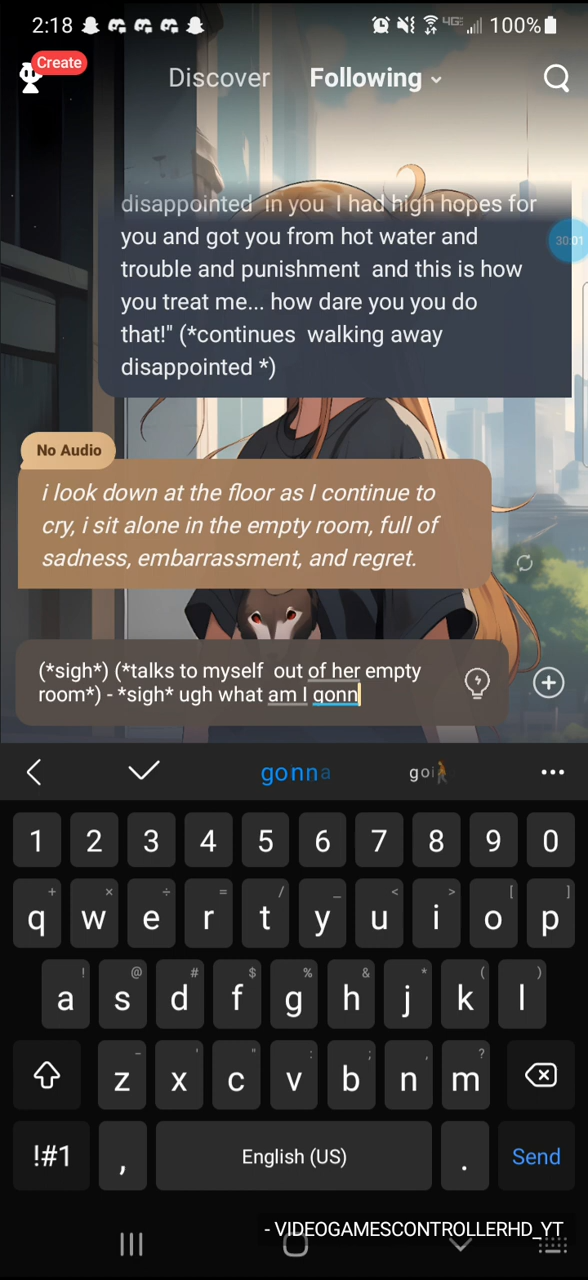 2:18 4G 100%
Create Discover Following
disappointed in you I had high hopes for
you and got you from hot water and
trouble and punishment and this is how
you treat me... how dare you you do
that!" (*continues walking away
disappointed *)
30:01
No Audio
i look down at the floor as I continue to
cry, i sit alone in the empty room, full of
sadness, embarrassment, and regret.
(*sigh*) (*talks to myself out of her empty
room*) - *sigh* ugh what am I gonn
gonna goi
1 2 3 4 5 6 7 8 9 0
+ × ÷ = / _ < > [ ]
q w e r t y u i o p
! @ # $ % & * ( )
a s d f g h j k l
- ' " : ; , ?
z x c v b n m
!#1 , English (US) . Send
- VIDEOGAMESCONTROLLERHD_YT